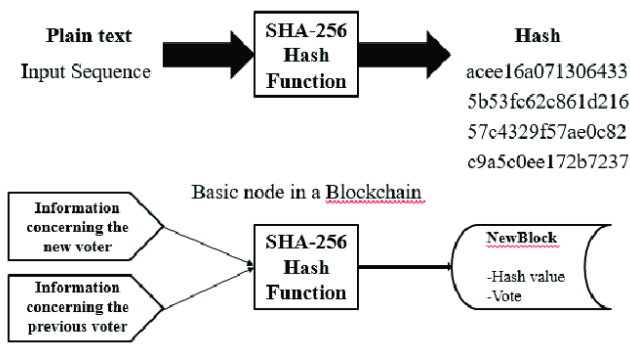 Plain text
Input Sequence
SHA-256
Hash
Function
Hash
acee16a071306433
5b53fc62c861d216
57c4329f57ae0c82
c9a5c0ee172b7237
Basic node in a Blockchain
Information
concerning the
new voter
Information
concerning the
previous voter
SHA-256
Hash
Function
NewBlock
-Hash value
-Vote